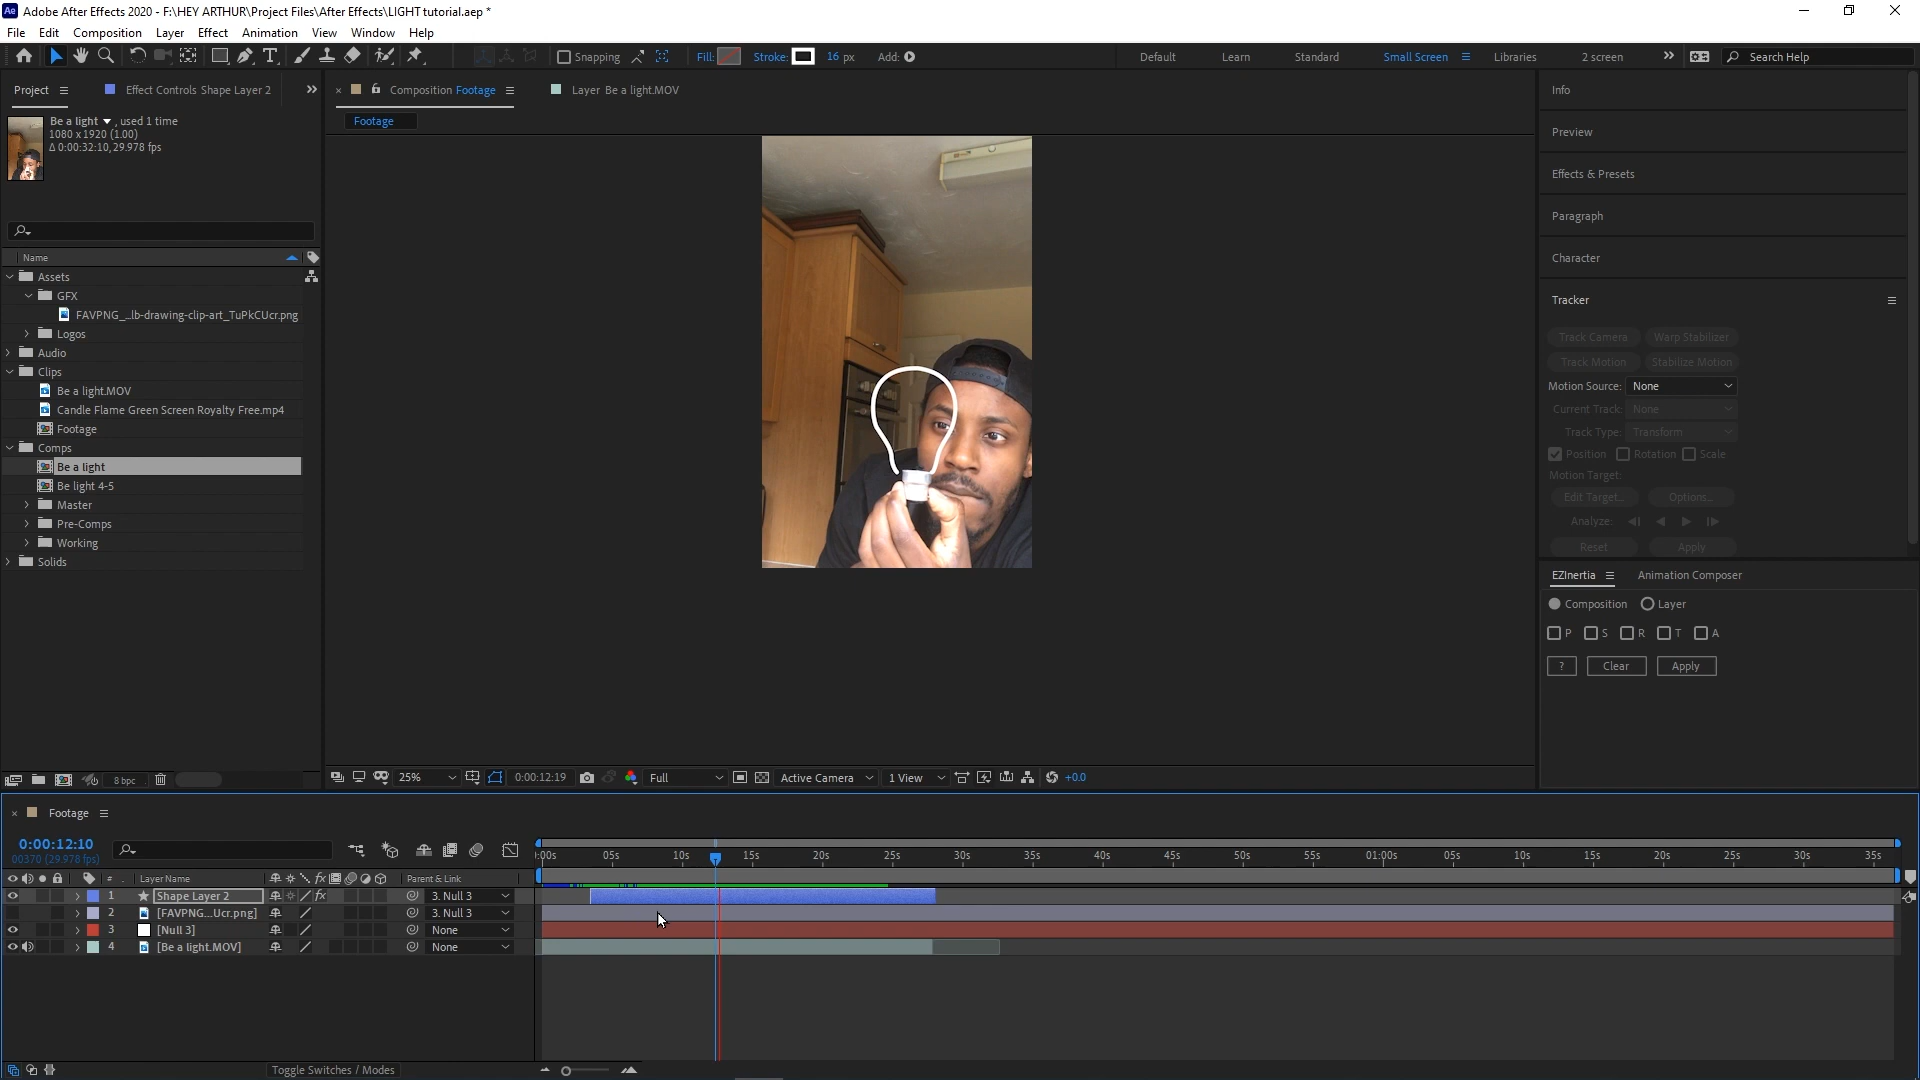 Adobe After Effects 2020 - F:\HEY ARTHUR\Project Files\After Effects\LIGHT tutorial.aep *
File Edit Composition Layer Effect Animation View Window Help
Snapping Fill: Stroke: 16 px Add: Default Learn Standard Small Screen Libraries 2 screen Search Help
Project Effect Controls Shape Layer 2
Composition Footage Layer Be a light.MOV
Footage
Be a light , used 1 time
1080 x 1920 (1.00)
Δ 0:00:32:10, 29.978 fps
Name
Assets
GFX
FAVPNG_...lb-drawing-clip-art_TuPkCUcr.png
Logos
Audio
Clips
Be a light.MOV
Candle Flame Green Screen Royalty Free.mp4
Footage
Comps
Be a light
Be light 4-5
Master
Pre-Comps
Working
Solids
8 bpc
25% 0:00:12:19 Full Active Camera 1 View +0.0
Info
Preview
Effects & Presets
Paragraph
Character
Tracker
Track Camera Warp Stabilizer
Track Motion Stabilize Motion
Motion Source: None
Current Track: None
Track Type: Transform
Position Rotation Scale
Motion Target:
Edit Target... Options...
Analyze:
Reset Apply
EZInertia Animation Composer
Composition Layer
P S R T A
? Clear Apply
Footage
0:00:12:10
00370 (29.978 fps)
:00s 05s 10s 15s 20s 25s 30s 35s 40s 45s 50s 55s 01:00s 05s 10s 15s 20s 25s 30s 35s
# Layer Name fx Parent & Link
1 Shape Layer 2 fx 3. Null 3
2 [FAVPNG...Ucr.png] 3. Null 3
3 [Null 3] None
4 [Be a light.MOV] None
Toggle Switches / Modes